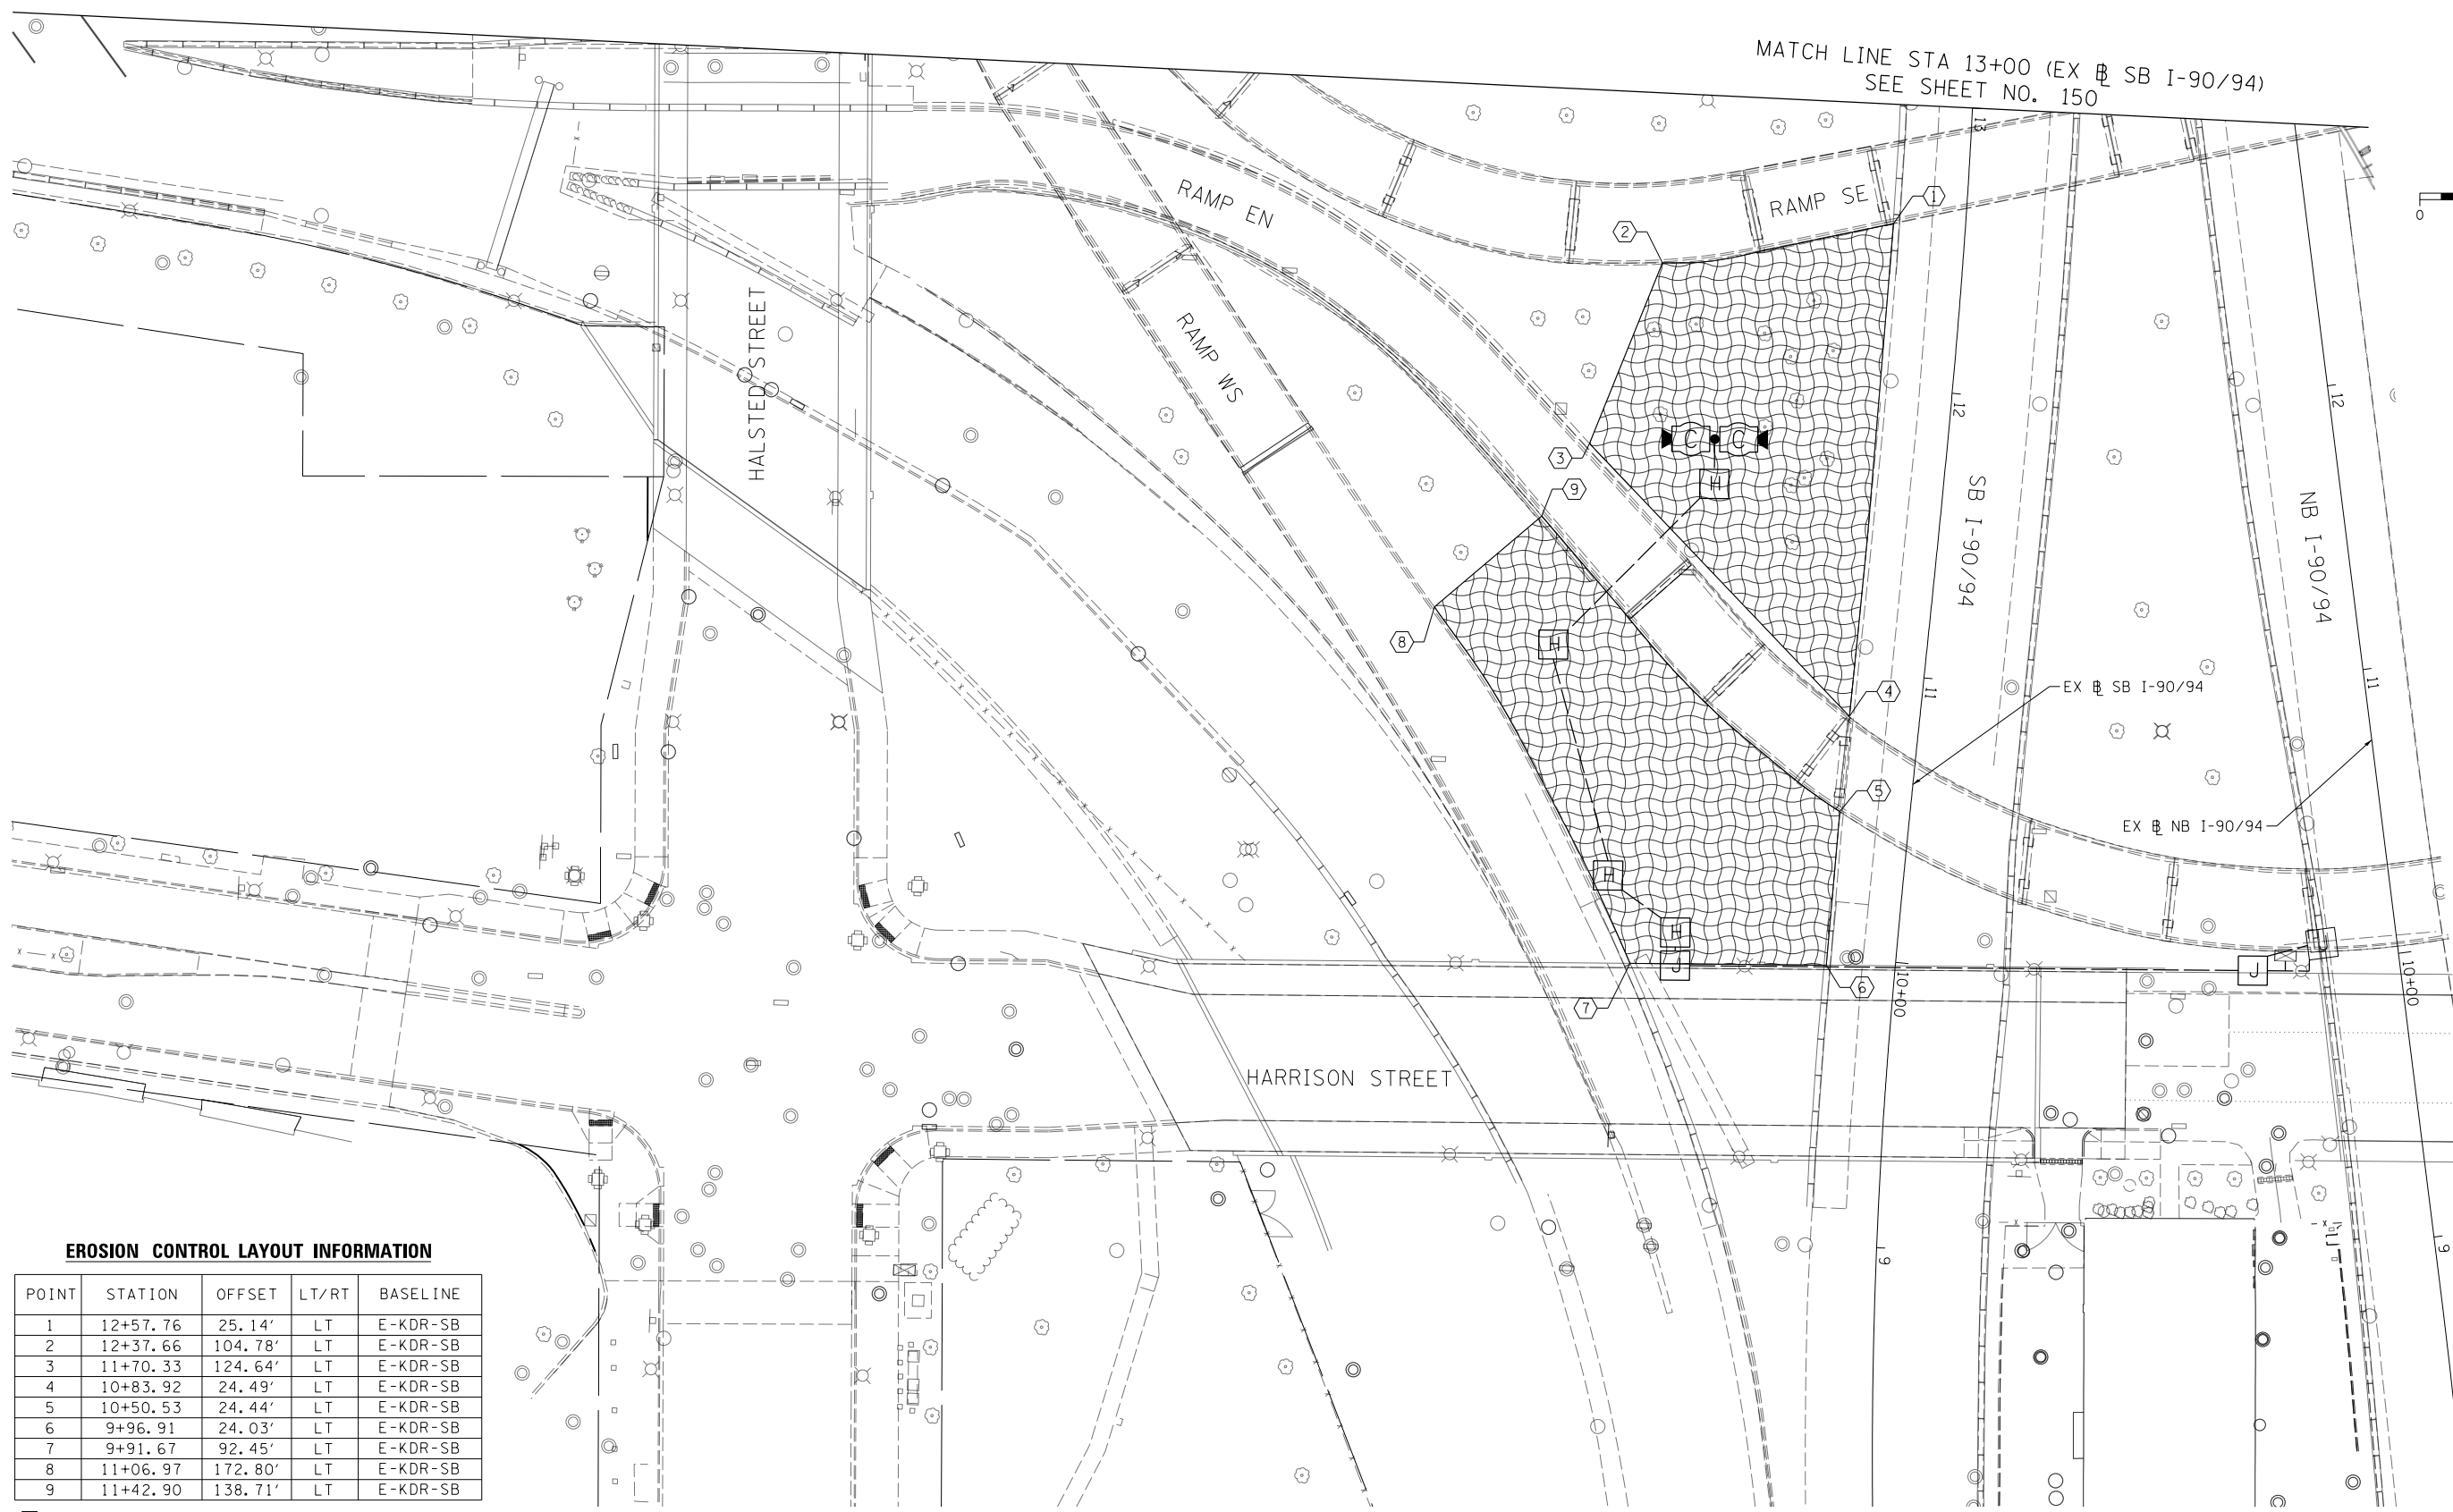 MATCH LINE STA 13+00 (EX ⅊ SB I-90/94)
SEE SHEET NO. 150
13
RAMP EN
RAMP SE
1
2
0
HALSTED STREET
RAMP WS
12
12
C C
3
H
9
SB I-90/94
NB I-90/94
8
H
4
11
11
EX ⅊ SB I-90/94
5
EX ⅊ NB I-90/94
H
H
J
J
6
7
10+00
10+00
HARRISON STREET
9
9
EROSION CONTROL LAYOUT INFORMATION
POINT STATION OFFSET LT/RT BASELINE
1 12+57.76 25.14' LT E-KDR-SB
2 12+37.66 104.78' LT E-KDR-SB
3 11+70.33 124.64' LT E-KDR-SB
4 10+83.92 24.49' LT E-KDR-SB
5 10+50.53 24.44' LT E-KDR-SB
6 9+96.91 24.03' LT E-KDR-SB
7 9+91.67 92.45' LT E-KDR-SB
8 11+06.97 172.80' LT E-KDR-SB
9 11+42.90 138.71' LT E-KDR-SB